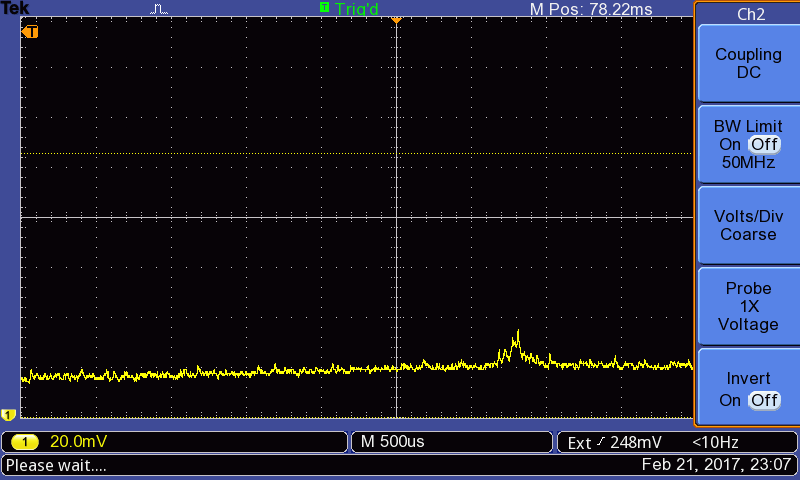 Tek T Trig'd M Pos: 78.22ms
T
Ch2
Coupling
DC
BW Limit
On Off
50MHz
Volts/Div
Coarse
Probe
1X
Voltage
Invert
On Off
1
1 20.0mV M 500us Ext 248mV <10Hz
Please wait.... Feb 21, 2017, 23:07